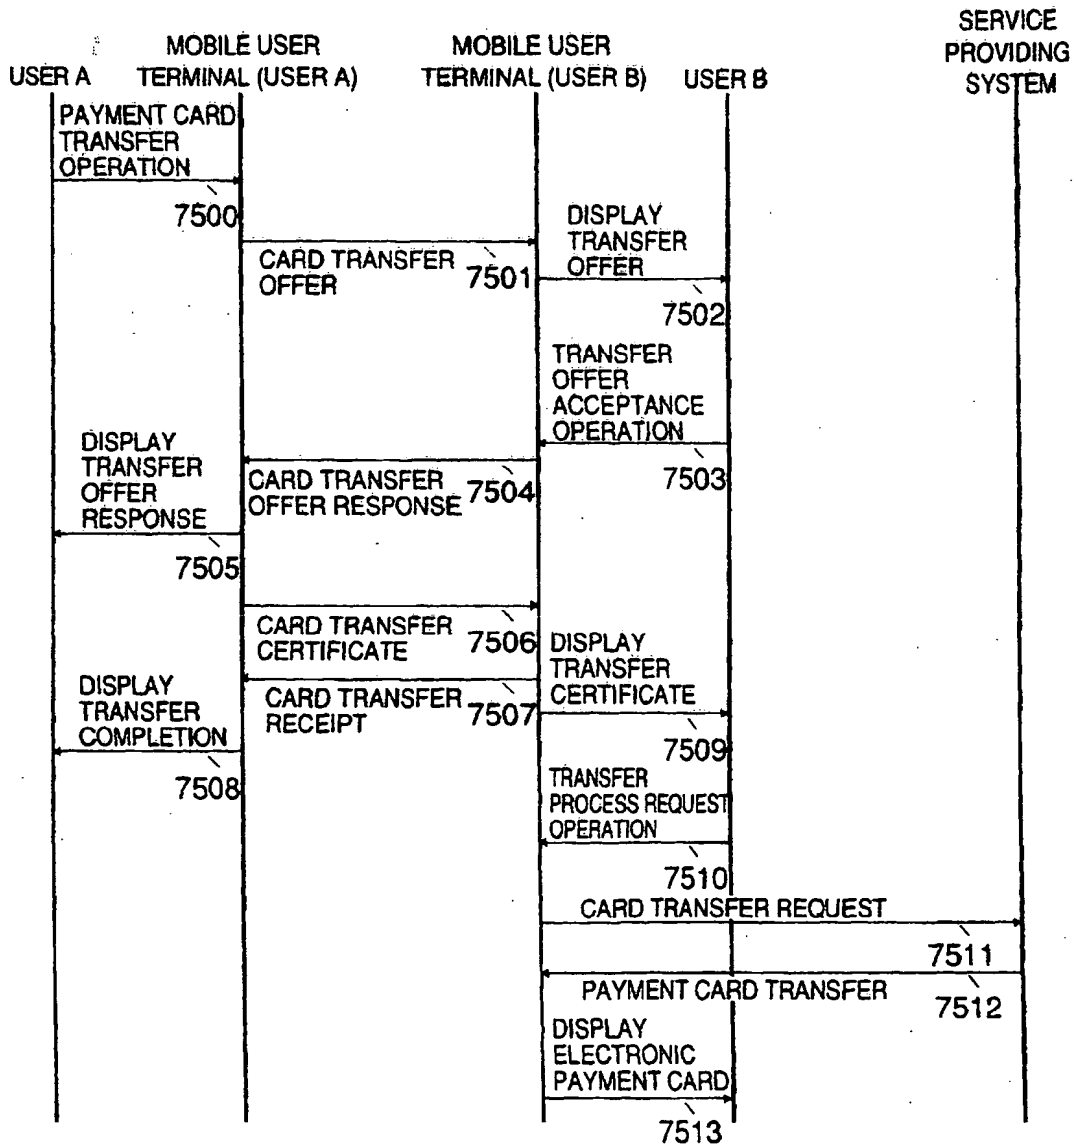 SERVICE
PROVIDING
SYSTEM
MOBILE USER
TERMINAL (USER A)
MOBILE USER
TERMINAL (USER B)
USER A
USER B
PAYMENT CARD
TRANSFER
OPERATION
7500
CARD TRANSFER
OFFER
7501
DISPLAY
TRANSFER
OFFER
7502
TRANSFER
OFFER
ACCEPTANCE
OPERATION
7503
CARD TRANSFER
OFFER RESPONSE
7504
DISPLAY
TRANSFER
OFFER
RESPONSE
7505
CARD TRANSFER
CERTIFICATE
7506
CARD TRANSFER
RECEIPT
7507
DISPLAY
TRANSFER
COMPLETION
7508
DISPLAY
TRANSFER
CERTIFICATE
7509
TRANSFER
PROCESS REQUEST
OPERATION
7510
CARD TRANSFER REQUEST
7511
PAYMENT CARD TRANSFER
7512
DISPLAY
ELECTRONIC
PAYMENT CARD
7513